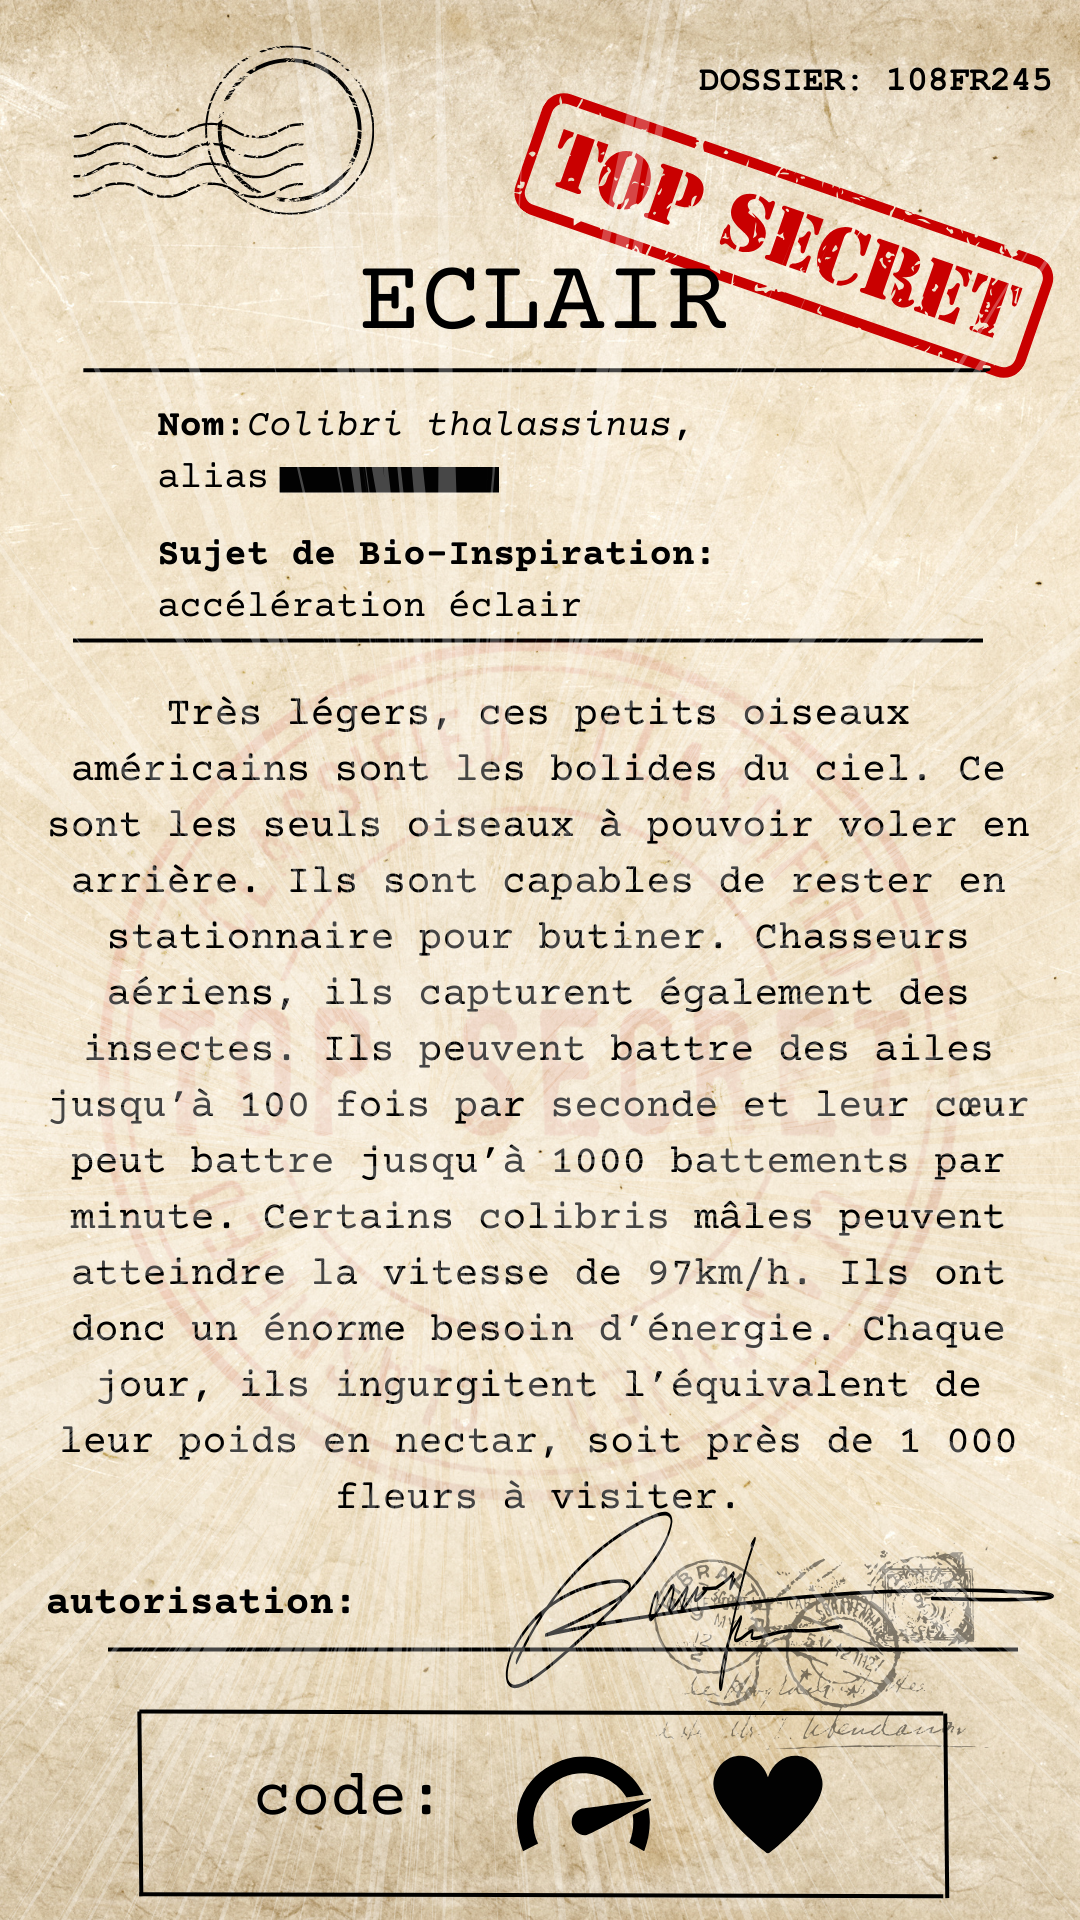 DOSSIER: 108FR245
TOP SECRET
ECLAIR
Nom:Colibri thalassinus,
alias
Sujet de Bio-Inspiration:
accélération éclair
Très légers, ces petits oiseaux
américains sont les bolides du ciel. Ce
sont les seuls oiseaux à pouvoir voler en
arrière. Ils sont capables de rester en
stationnaire pour butiner. Chasseurs
aériens, ils capturent également des
insectes. Ils peuvent battre des ailes
jusqu’à 100 fois par seconde et leur cœur
peut battre jusqu’à 1000 battements par
minute. Certains colibris mâles peuvent
atteindre la vitesse de 97km/h. Ils ont
donc un énorme besoin d’énergie. Chaque
jour, ils ingurgitent l’équivalent de
leur poids en nectar, soit près de 1 000
fleurs à visiter.
TOP SECRET
autorisation:
code: